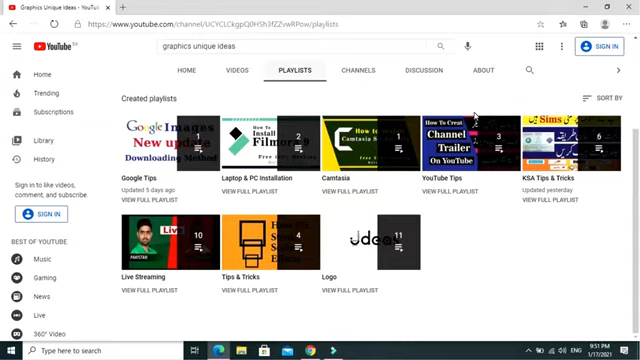 Graphics Unique Ideas - YouTu
https://www.youtube.com/channel/UCYCLCkgpQ0HSh3fZZvwRPow/playlists
YouTube SA
graphics unique ideas
SIGN IN
HOME VIDEOS PLAYLISTS CHANNELS DISCUSSION ABOUT
Home
Trending
Subscriptions
Library
History
Sign in to like videos, comment, and subscribe.
SIGN IN
BEST OF YOUTUBE
Music
Gaming
News
Live
360° Video
Created playlists
SORT BY
Google Images
New update
Downloading Method
1
Google Tips
Updated 5 days ago
VIEW FULL PLAYLIST
How To
Install
Filmora 9
2
Laptop & PC Installation
VIEW FULL PLAYLIST
How to
Camtasia S
1
Camtasia
VIEW FULL PLAYLIST
How To Creat
Channel
Trailer
On YouTube
3
YouTube Tips
VIEW FULL PLAYLIST
Sims
6
KSA Tips & Tricks
Updated yesterday
VIEW FULL PLAYLIST
Live
PAKISTAN
10
Live Streaming
VIEW FULL PLAYLIST
4
Tips & Tricks
VIEW FULL PLAYLIST
11
Logo
VIEW FULL PLAYLIST
Type here to search
ENG
9:51 PM
1/17/2021